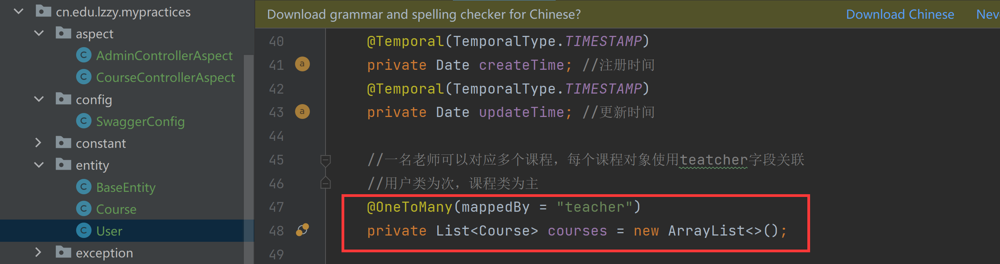 cn.edu.lzzy.mypractices
aspect
AdminControllerAspect
CourseControllerAspect
config
SwaggerConfig
constant
entity
BaseEntity
Course
User
exception
Download grammar and spelling checker for Chinese?
Download Chinese
40 @Temporal(TemporalType.TIMESTAMP)
41 private Date createTime; //注册时间
42 @Temporal(TemporalType.TIMESTAMP)
43 private Date updateTime; //更新时间
44
45 //一名老师可以对应多个课程，每个课程对象使用teatcher字段关联
46 //用户类为次，课程类为主
47 @OneToMany(mappedBy = "teacher")
48 private List<Course> courses = new ArrayList<>();
49